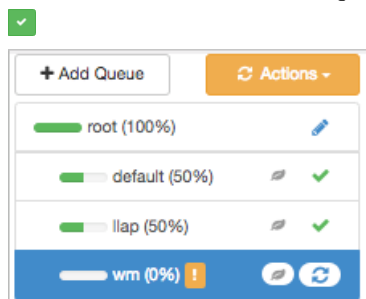 + Add Queue
Actions
root (100%)
default (50%)
llap (50%)
wm (0%) !